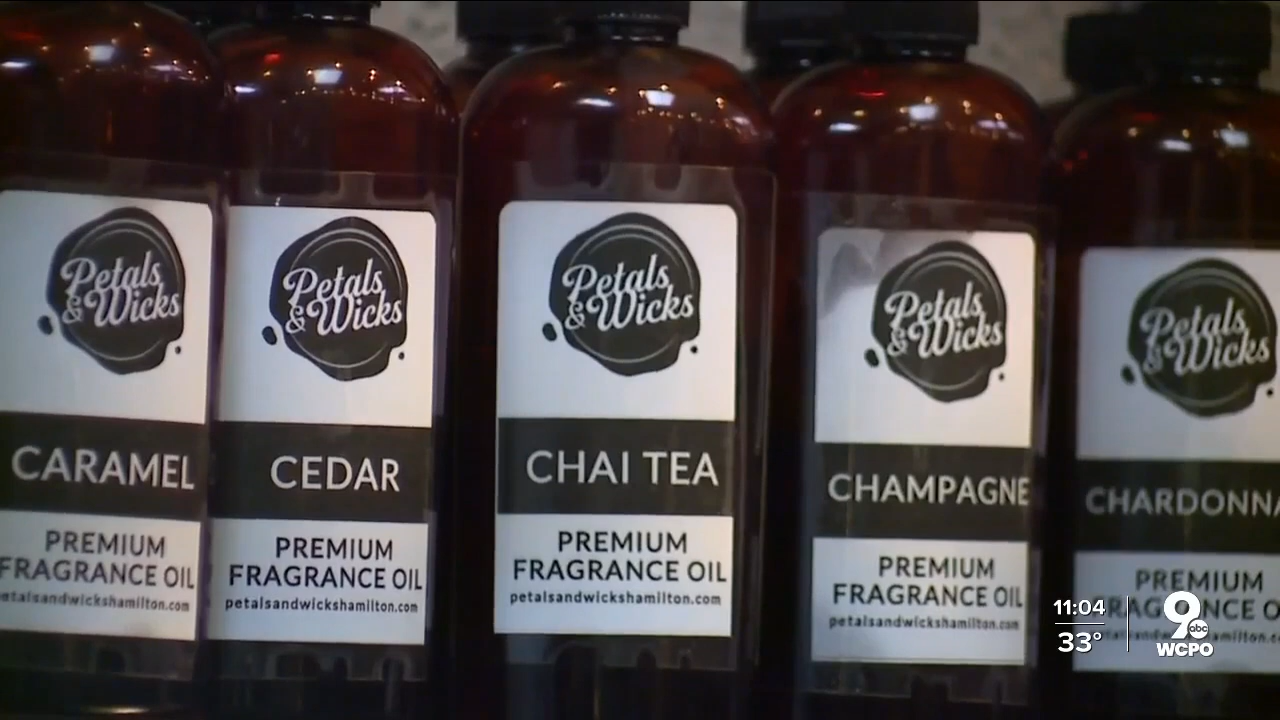 Petals
& Wicks
CARAMEL
PREMIUM
FRAGRANCE OIL
petalsandwickshamilton.com
Petals
& Wicks
CEDAR
PREMIUM
FRAGRANCE OIL
petalsandwickshamilton.com
Petals
& Wicks
CHAI TEA
PREMIUM
FRAGRANCE OIL
petalsandwickshamilton.com
Petals
& Wicks
CHAMPAGNE
PREMIUM
FRAGRANCE OIL
petalsandwickshamilton.com
Petals
& Wicks
CHARDONNA
PREMIUM
11:04
33°
9
abc
WCPO